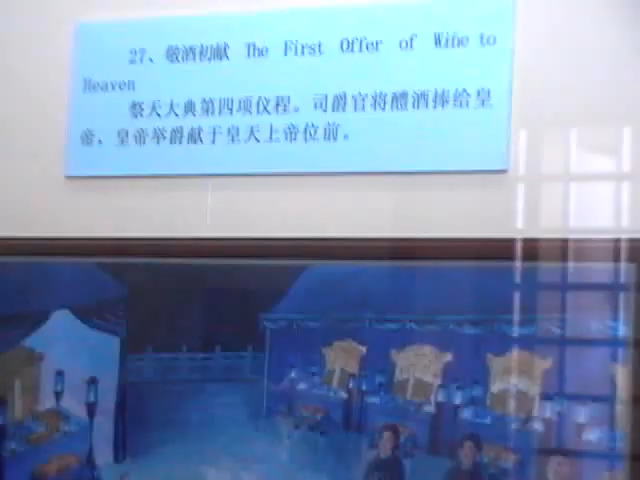 27、敬酒初献 The First Offer of Wine to
Heaven
祭天大典第四项仪程。司爵官将醴酒捧给皇
帝，皇帝举爵献于皇天上帝位前。